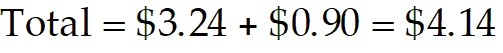 Total = $3.24 + $0.90 = $4.14